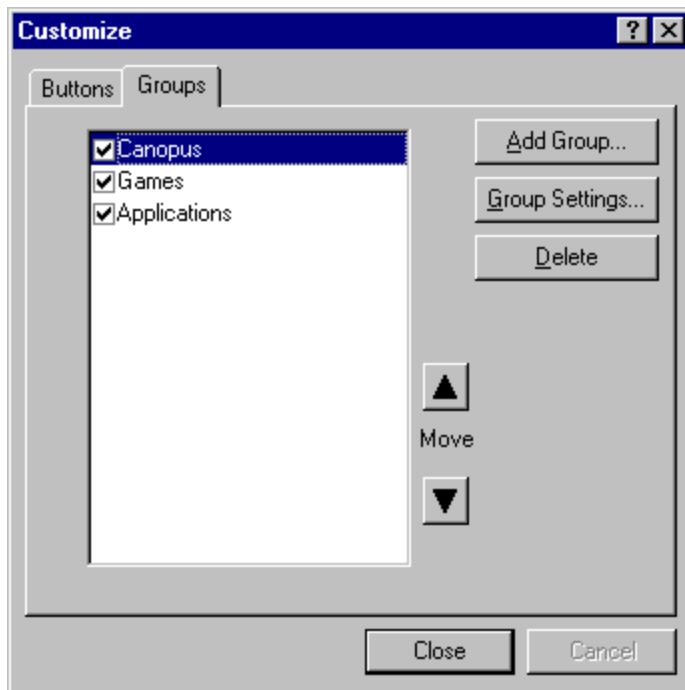 Customize
Buttons
Groups
Canopus
Games
Applications
Add Group...
Group Settings...
Delete
Move
Close
Cancel